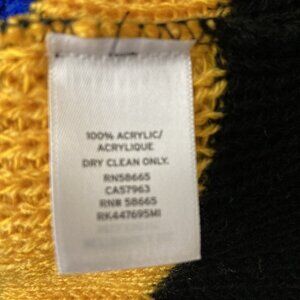 100% ACRYLIC/
ACRYLIQUE
DRY CLEAN ONLY.
RN58665
CA57963
RN# 58665
RK447695MI